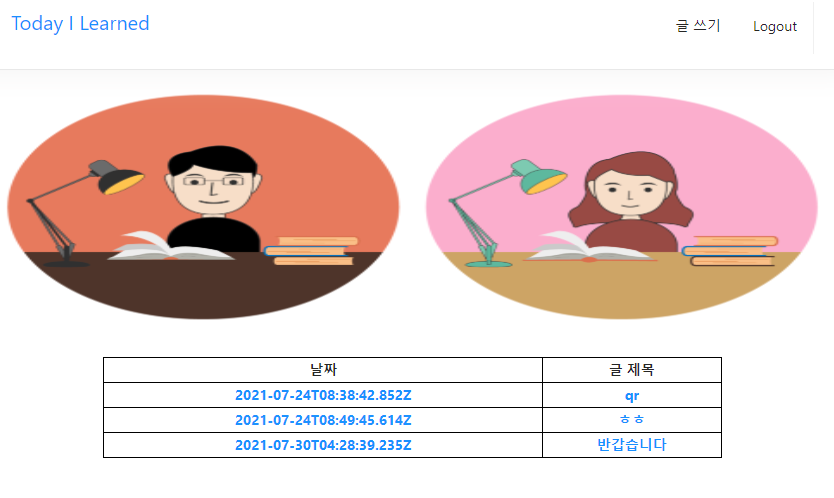 Today I Learned 글 쓰기 Logout
날짜 글 제목
2021-07-24T08:38:42.852Z qr
2021-07-24T08:49:45.614Z ㅎㅎ
2021-07-30T04:28:39.235Z 반갑습니다